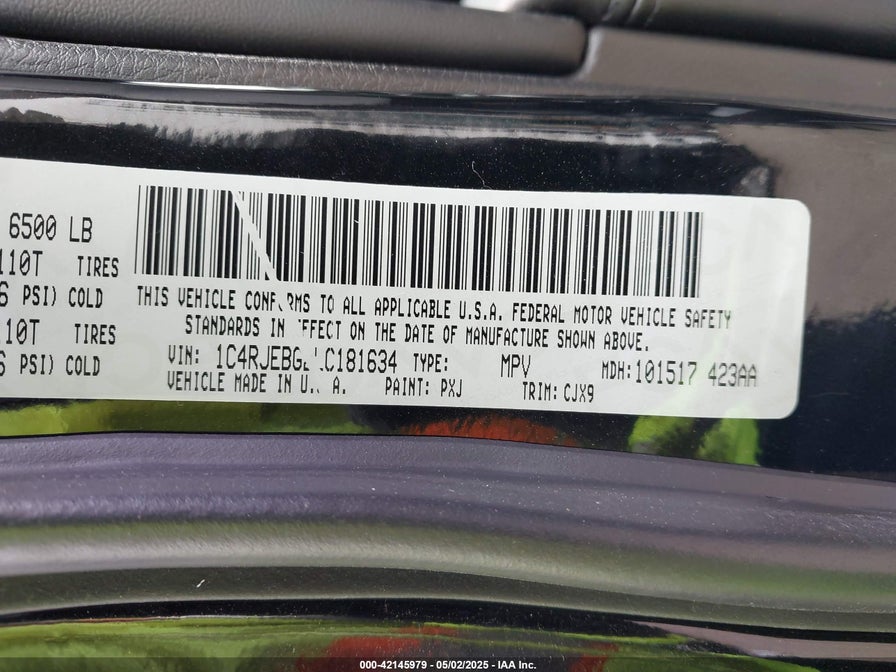 6500 LB
110T TIRES
6 PSI) COLD
110T TIRES
6 PSI) COLD
THIS VEHICLE TO ALL APPLICABLE U.S.A. FEDERAL MOTOR VEHICLE SAFETY
STANDARDS IN ON THE DATE OF MANUFACTURE SHOWN ABOVE.
VIN: TYPE: MPV MDH: 101517 423AA
VEHICLE MADE IN PAINT: PXJ TRIM: CJX9
000-42145979 - 05/02/2025 - IAA Inc.